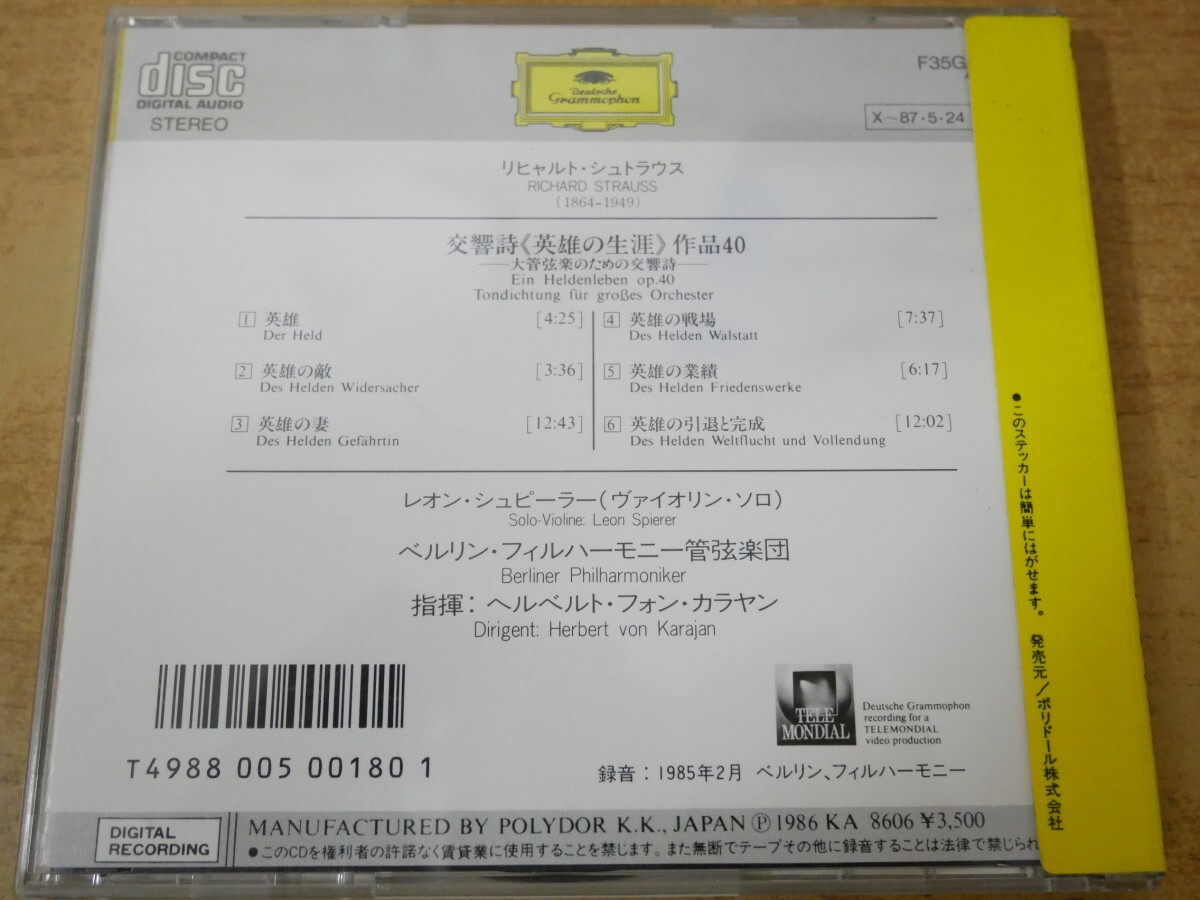 COMPACT
disc
DIGITAL AUDIO
STEREO
Deutsche
Grammophon
F35G
X~87・5・24
リヒャルト・シュトラウス
RICHARD STRAUSS
(1864–1949)
交響詩《英雄の生涯》作品40
——大管弦楽のための交響詩——
Ein Heldenleben op.40
Tondichtung für großes Orchester
1 英雄 [4:25]
Der Held
2 英雄の敵 [3:36]
Des Helden Widersacher
3 英雄の妻 [12:43]
Des Helden Gefährtin
4 英雄の戦場 [7:37]
Des Helden Walstatt
5 英雄の業績 [6:17]
Des Helden Friedenswerke
6 英雄の引退と完成 [12:02]
Des Helden Weltflucht und Vollendung
レオン・シュピーラー(ヴァイオリン・ソロ)
Solo-Violine: Leon Spierer
ベルリン・フィルハーモニー管弦楽団
Berliner Philharmoniker
指揮: ヘルベルト・フォン・カラヤン
Dirigent: Herbert von Karajan
T4988 005 00180 1
TELE
MONDIAL
Deutsche Grammophon
recording for a
TELEMONDIAL
video production
録音:1985年2月 ベルリン、フィルハーモニー
DIGITAL
RECORDING
MANUFACTURED BY POLYDOR K.K., JAPAN Ⓟ 1986 KA 8606 ¥3,500
●このCDを権利者の許諾なく賃貸業に使用することを禁じます。また無断でテープその他に録音することは法律で禁じられ
●このステッカーは簡単にはがせます。 発売元/ポリドール株式会社